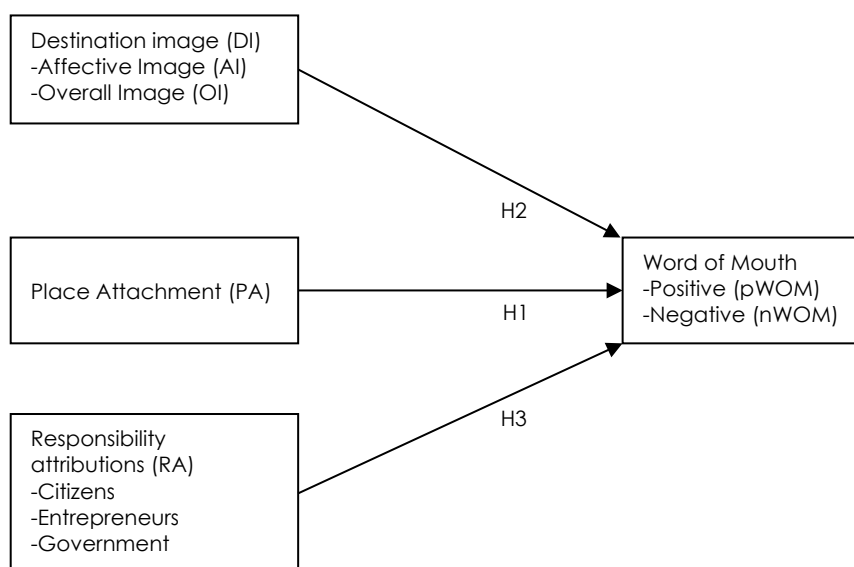 Destination image (DI)
-Affective Image (AI)
-Overall Image (OI)
H2
Place Attachment (PA)
H1
Word of Mouth
-Positive (pWOM)
-Negative (nWOM)
Responsibility
attributions (RA)
-Citizens
-Entrepreneurs
-Government
H3